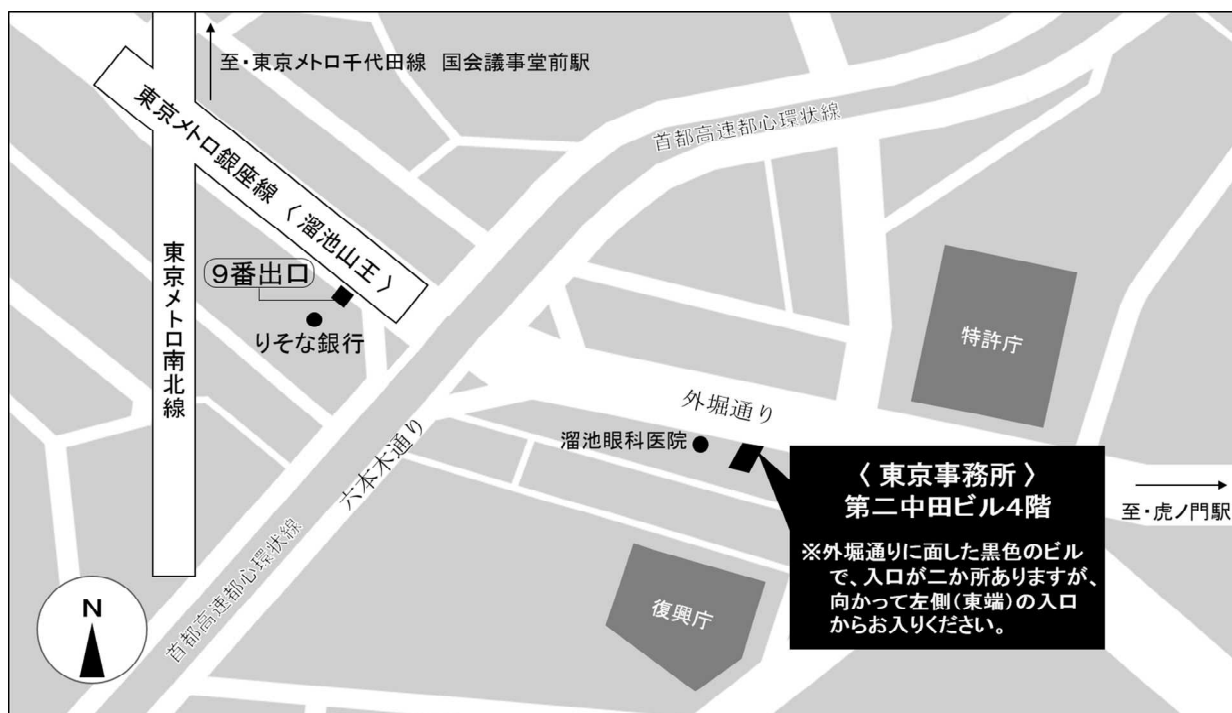 至・東京メトロ千代田線 国会議事堂前駅
東京メトロ銀座線〈溜池山王〉
首都高速都心環状線
東京メトロ南北線
9番出口
りそな銀行
特許庁
外堀通り
溜池眼科医院
六本木通り
〈東京事務所〉
第二中田ビル4階
※外堀通りに面した黒色のビル
で、入口が二か所ありますが、
向かって左側(東端)の入口
からお入りください。
至・虎ノ門駅
首都高速都心環状線
復興庁
N